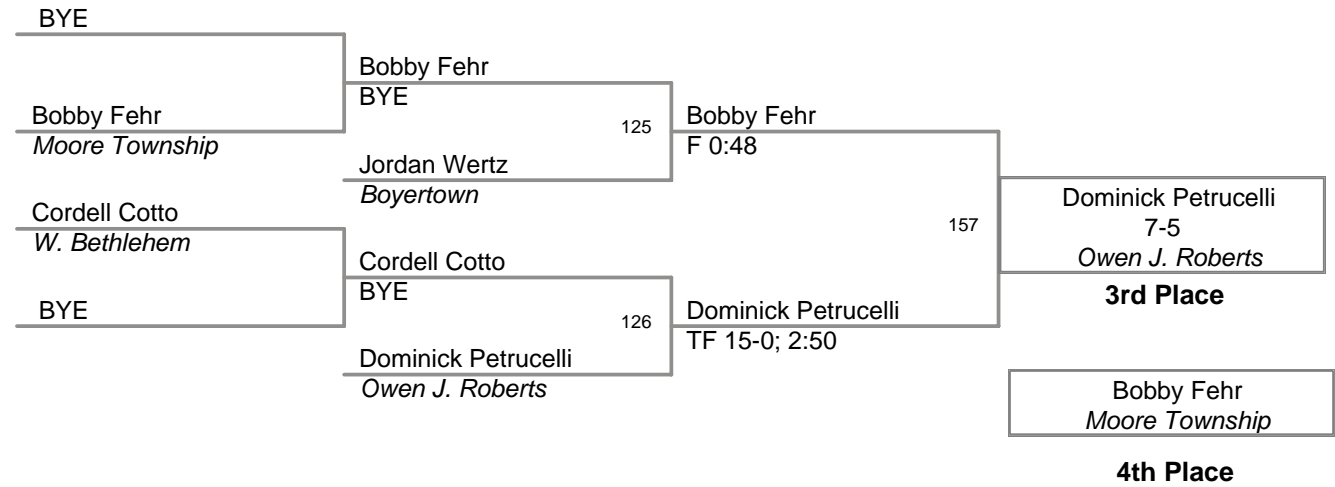 BYE
Bobby Fehr
BYE
Bobby Fehr
Moore Township
125
Bobby Fehr
F 0:48
Jordan Wertz
Boyertown
Cordell Cotto
W. Bethlehem
157
Dominick Petrucelli
7-5
Owen J. Roberts
3rd Place
Cordell Cotto
BYE
BYE
126
Dominick Petrucelli
TF 15-0; 2:50
Dominick Petrucelli
Owen J. Roberts
Bobby Fehr
Moore Township
4th Place